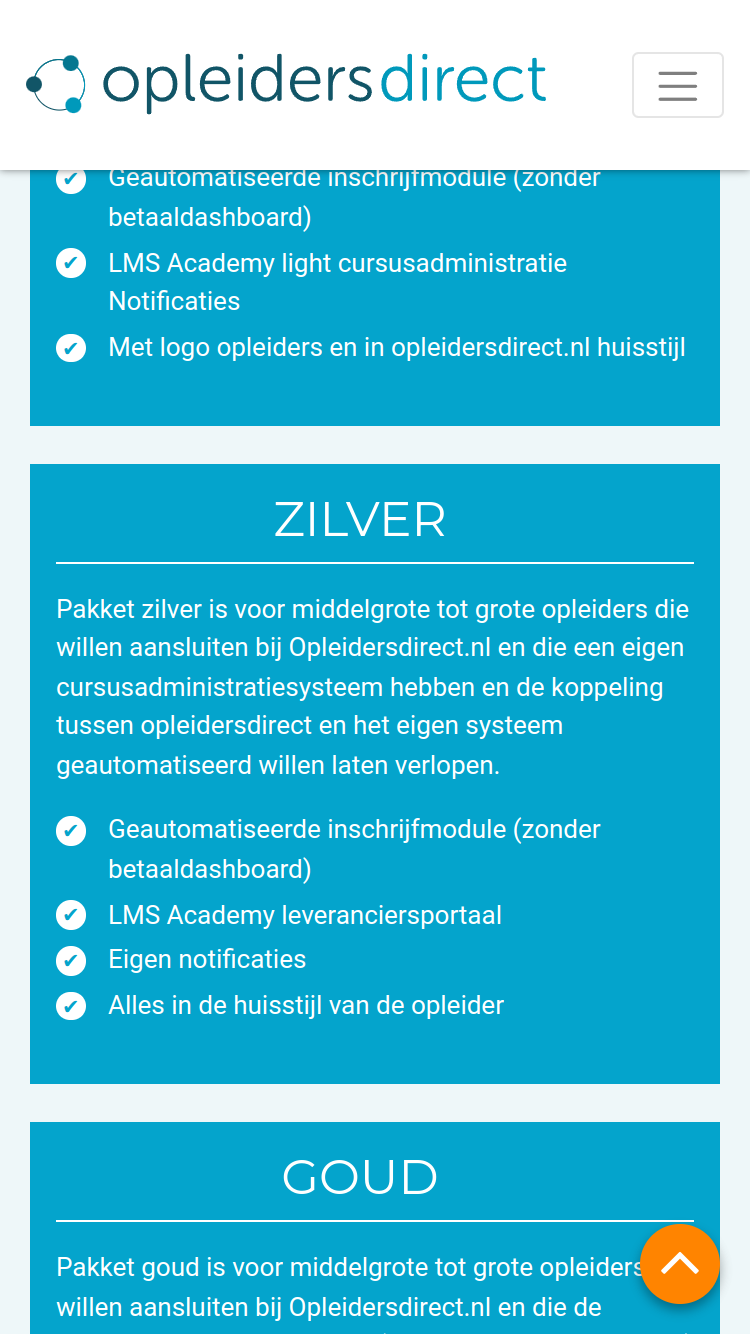 opleidersdirect
Geautomatiseerde inschrijfmodule (zonder
betaaldashboard)
LMS Academy light cursusadministratie
Notificaties
Met logo opleiders en in opleidersdirect.nl huisstijl
ZILVER
Pakket zilver is voor middelgrote tot grote opleiders die
willen aansluiten bij Opleidersdirect.nl en die een eigen
cursusadministratiesysteem hebben en de koppeling
tussen opleidersdirect en het eigen systeem
geautomatiseerd willen laten verlopen.
Geautomatiseerde inschrijfmodule (zonder
betaaldashboard)
LMS Academy leveranciersportaal
Eigen notificaties
Alles in de huisstijl van de opleider
GOUD
Pakket goud is voor middelgrote tot grote opleiders
willen aansluiten bij Opleidersdirect.nl en die de